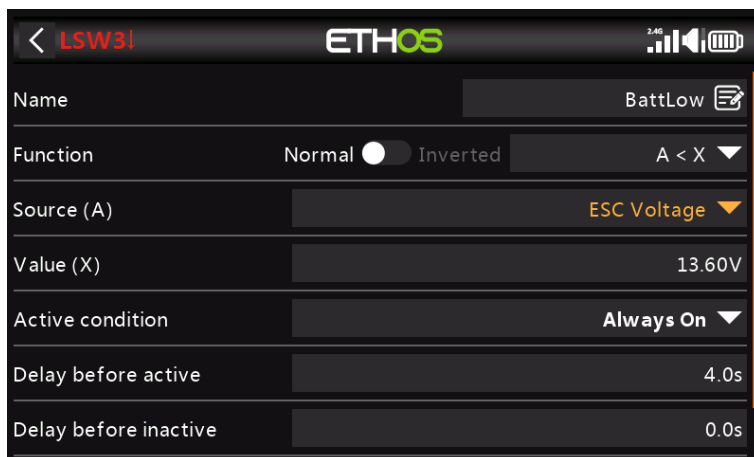 LSW3↓ ETHOS 2.4G
Name BattLow
Function Normal Inverted A < X
Source (A) ESC Voltage
Value (X) 13.60V
Active condition Always On
Delay before active 4.0s
Delay before inactive 0.0s